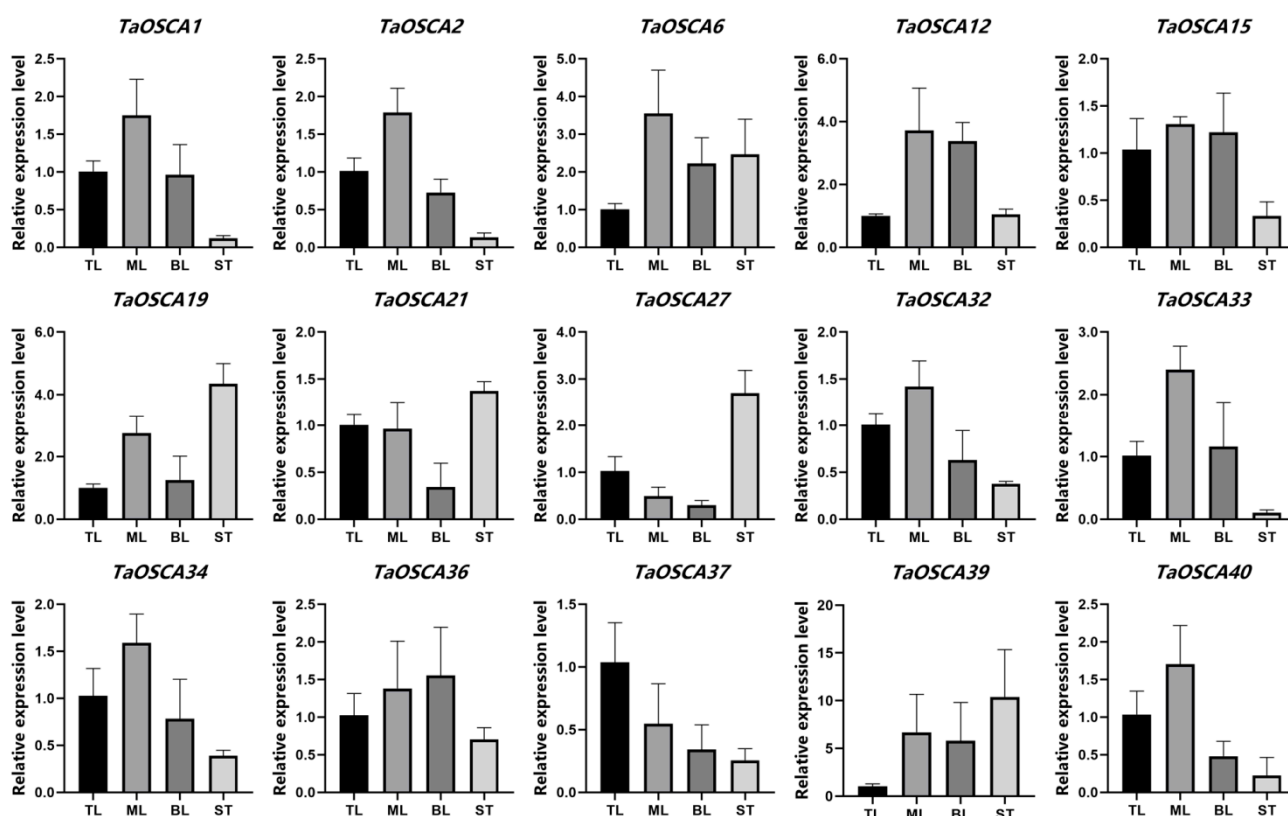 TaOSCA1
Relative expression level
2.5
2.0
1.5
1.0
0.5
0.0
TL ML BL ST
TaOSCA2
Relative expression level
2.5
2.0
1.5
1.0
0.5
0.0
TL ML BL ST
TaOSCA6
Relative expression level
5.0
4.0
3.0
2.0
1.0
0.0
TL ML BL ST
TaOSCA12
Relative expression level
6.0
4.0
2.0
0.0
TL ML BL ST
TaOSCA15
Relative expression level
2.0
1.5
1.0
0.5
0.0
TL ML BL ST
TaOSCA19
Relative expression level
6.0
4.0
2.0
0.0
TL ML BL ST
TaOSCA21
Relative expression level
2.0
1.5
1.0
0.5
0.0
TL ML BL ST
TaOSCA27
Relative expression level
4.0
3.0
2.0
1.0
0.0
TL ML BL ST
TaOSCA32
Relative expression level
2.0
1.5
1.0
0.5
0.0
TL ML BL ST
TaOSCA33
Relative expression level
3.0
2.0
1.0
0.0
TL ML BL ST
TaOSCA34
Relative expression level
2.0
1.5
1.0
0.5
0.0
TL ML BL ST
TaOSCA36
Relative expression level
2.5
2.0
1.5
1.0
0.5
0.0
TL ML BL ST
TaOSCA37
Relative expression level
1.5
1.0
0.5
0.0
TL ML BL ST
TaOSCA39
Relative expression level
20
15
10
5
0
TL ML BL ST
TaOSCA40
Relative expression level
2.5
2.0
1.5
1.0
0.5
0.0
TL ML BL ST